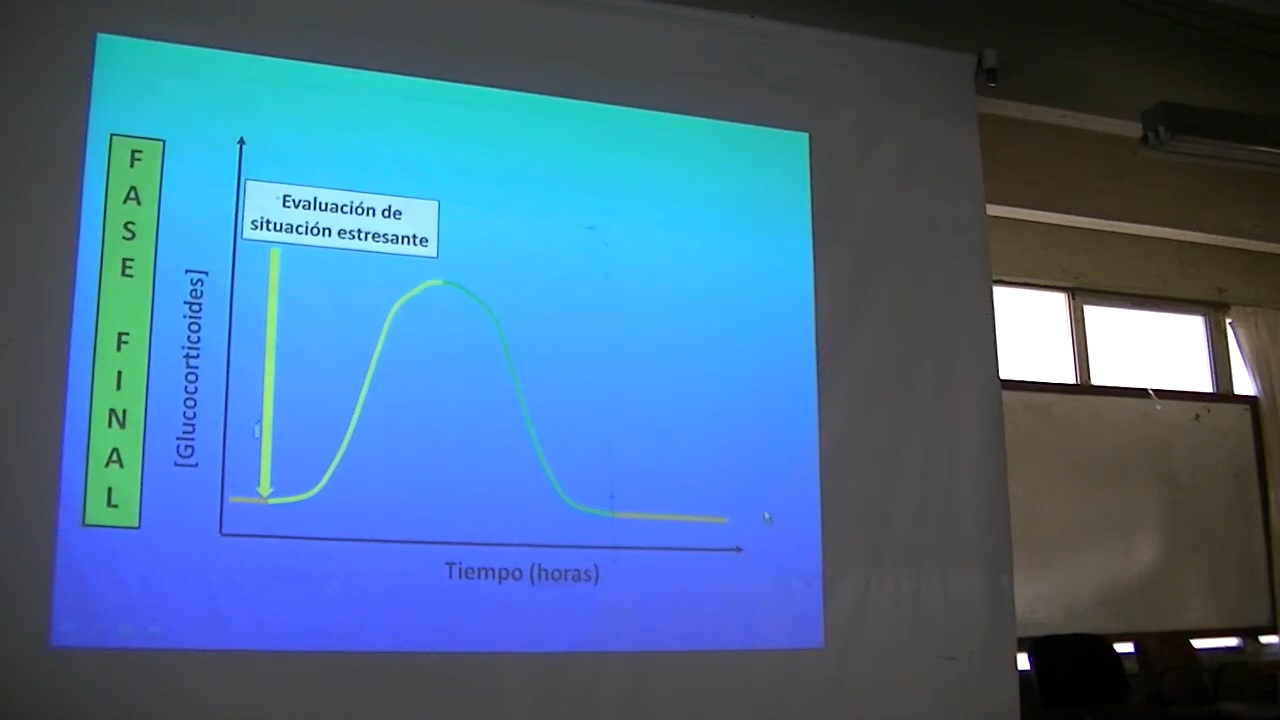 FASE FINAL
Evaluación de
situación estresante
[Glucocorticoides]
Tiempo (horas)